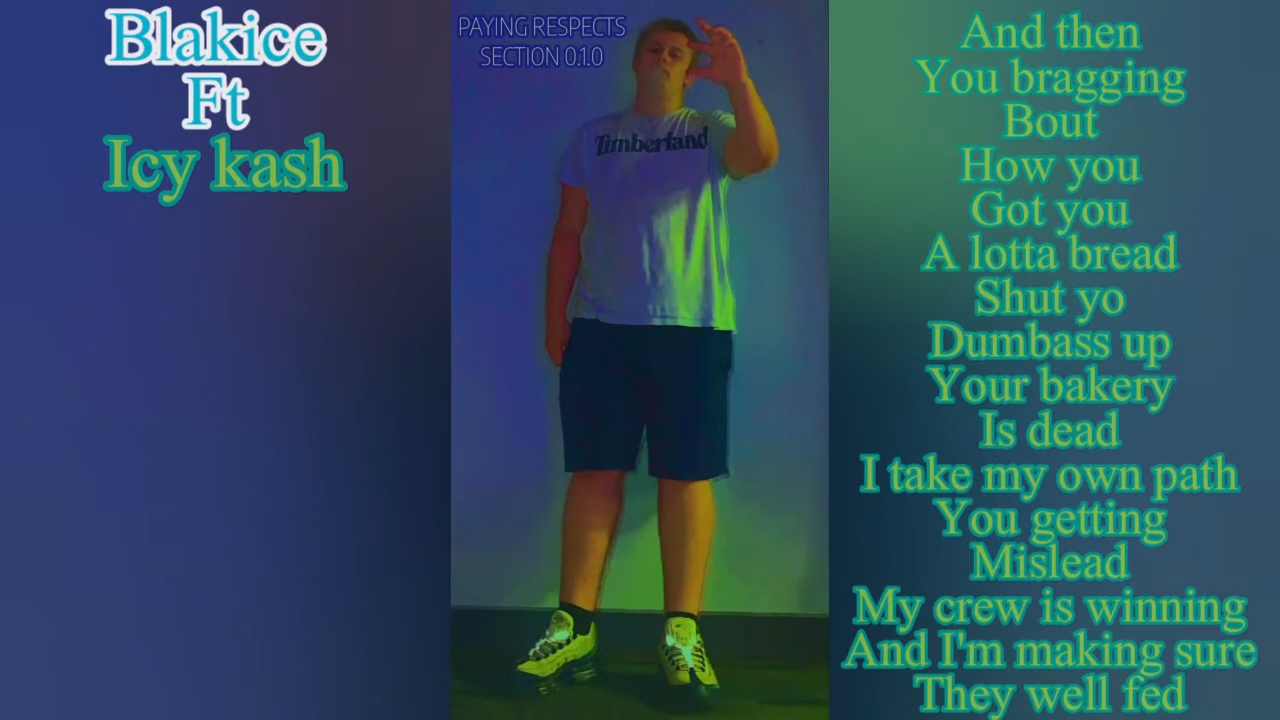 Blakice
Ft
Icy kash
PAYING RESPECTS
SECTION 0.1.0
Timberland
And then
You bragging
Bout
How you
Got you
A lotta bread
Shut yo
Dumbass up
Your bakery
Is dead
I take my own path
You getting
Mislead
My crew is winning
And I'm making sure
They well fed